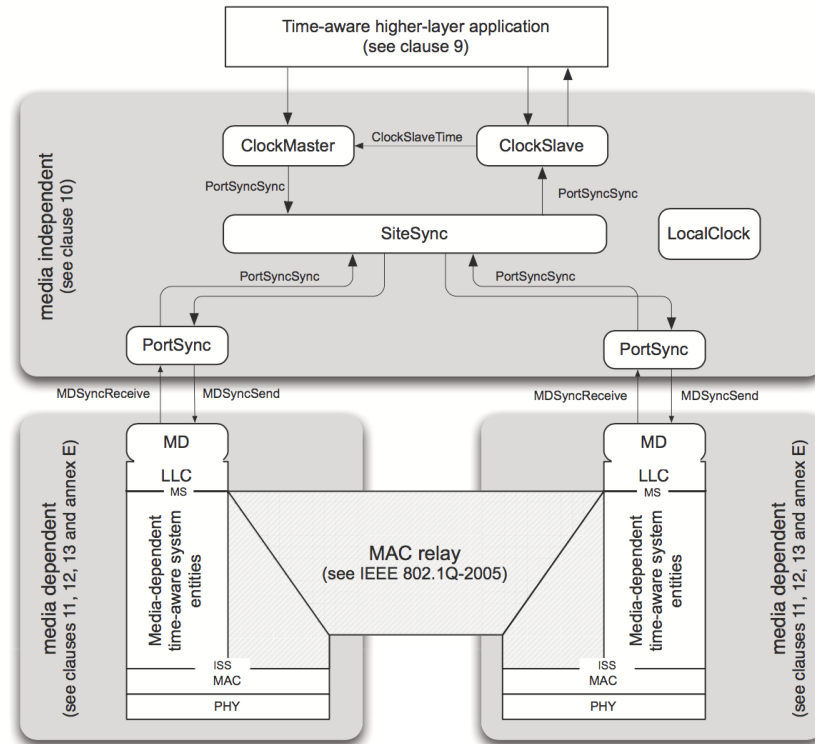 Time-aware higher-layer application
(see clause 9)
ClockMaster
ClockSlaveTime
ClockSlave
PortSyncSync
PortSyncSync
media independent
(see clause 10)
SiteSync
LocalClock
PortSyncSync
PortSyncSync
PortSync
PortSync
MDSyncReceive
MDSyncSend
MDSyncReceive
MDSyncSend
media dependent
(see clauses 11, 12, 13 and annex E)
MD
LLC
MS
Media-dependent
time-aware system
entities
ISS
MAC
PHY
MAC relay
(see IEEE 802.1Q-2005)
MD
LLC
MS
Media-dependent
time-aware system
entities
ISS
MAC
PHY
media dependent
(see clauses 11, 12, 13 and annex E)